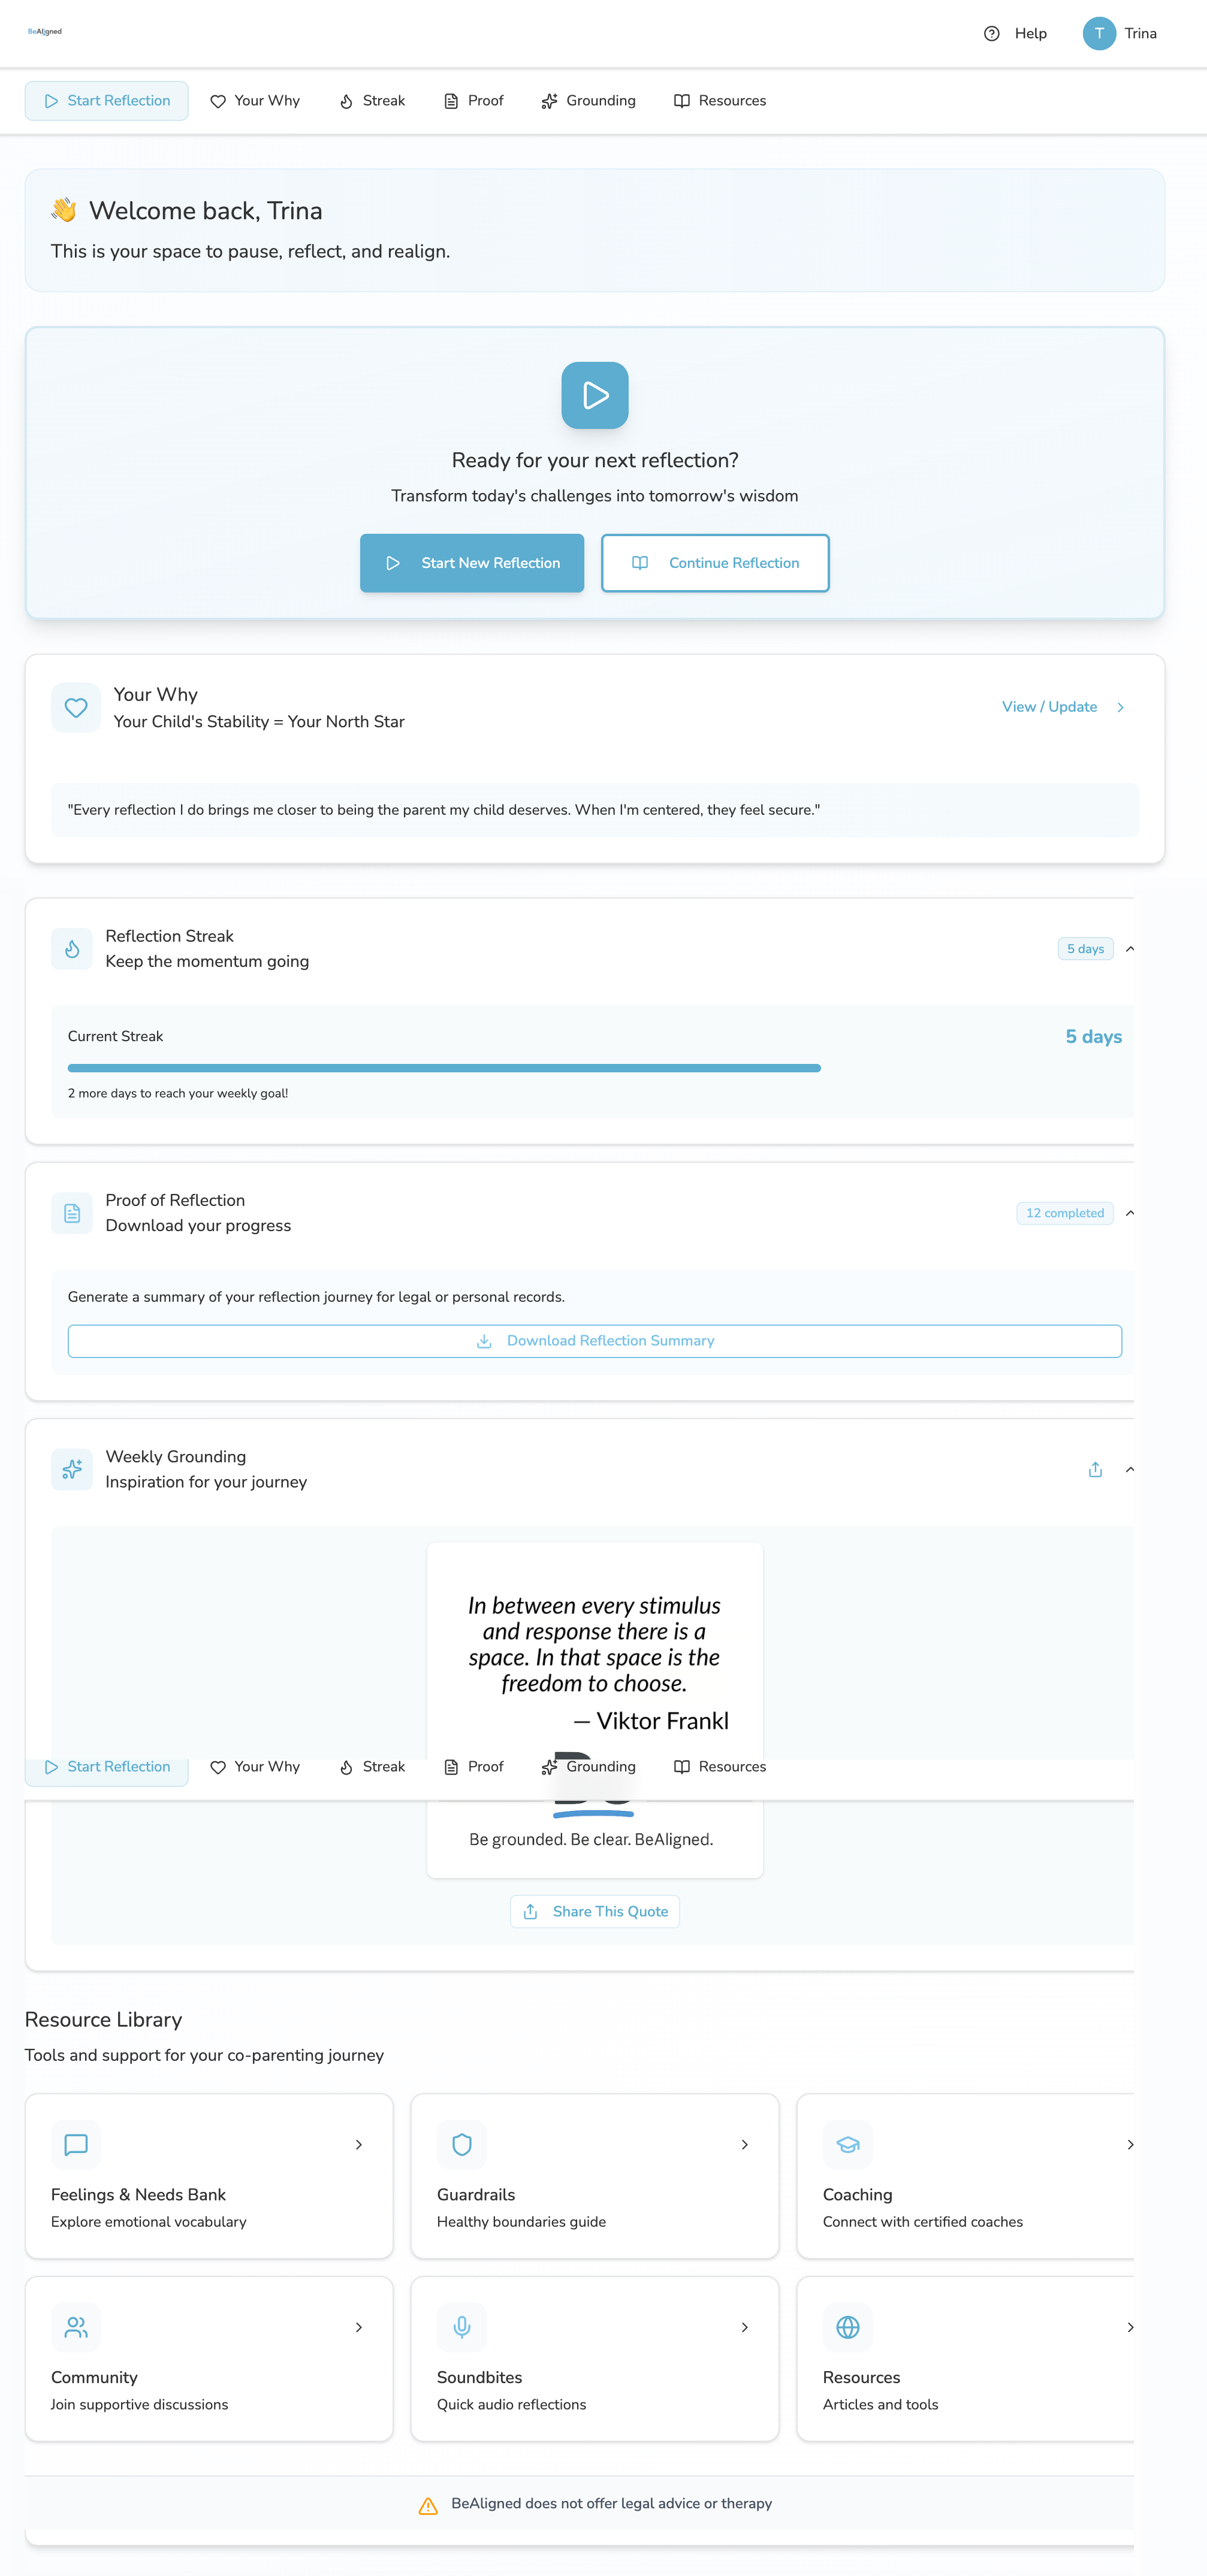 BeAligned
Help
T
Trina
Start Reflection
Your Why
Streak
Proof
Grounding
Resources
Welcome back, Trina
This is your space to pause, reflect, and realign.
Ready for your next reflection?
Transform today's challenges into tomorrow's wisdom
Start New Reflection
Continue Reflection
Your Why
Your Child's Stability = Your North Star
View / Update
"Every reflection I do brings me closer to being the parent my child deserves. When I'm centered, they feel secure."
Reflection Streak
Keep the momentum going
5 days
Current Streak
5 days
2 more days to reach your weekly goal!
Proof of Reflection
Download your progress
12 completed
Generate a summary of your reflection journey for legal or personal records.
Download Reflection Summary
Weekly Grounding
Inspiration for your journey
In between every stimulus
and response there is a
space. In that space is the
freedom to choose.
– Viktor Frankl
Start Reflection
Your Why
Streak
Proof
Grounding
Resources
Be grounded. Be clear. BeAligned.
Share This Quote
Resource Library
Tools and support for your co-parenting journey
Feelings & Needs Bank
Explore emotional vocabulary
Guardrails
Healthy boundaries guide
Coaching
Connect with certified coaches
Community
Join supportive discussions
Soundbites
Quick audio reflections
Resources
Articles and tools
BeAligned does not offer legal advice or therapy